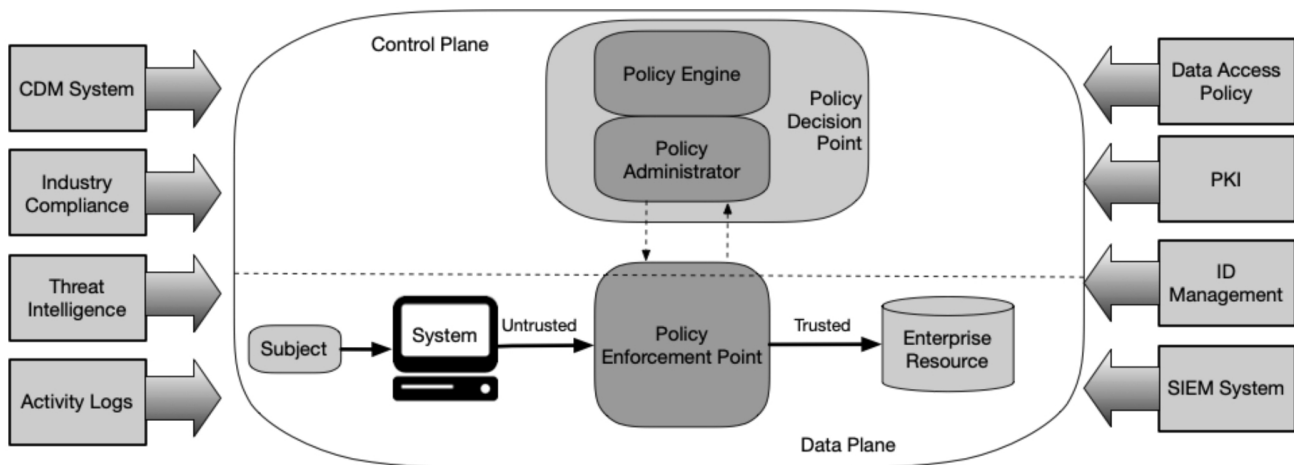 Control Plane
CDM System
Industry
Compliance
Threat
Intelligence
Activity Logs
Policy Engine
Policy
Administrator
Policy
Decision
Point
Subject
System
Untrusted
Policy
Enforcement Point
Trusted
Enterprise
Resource
Data Plane
Data Access
Policy
PKI
ID
Management
SIEM System